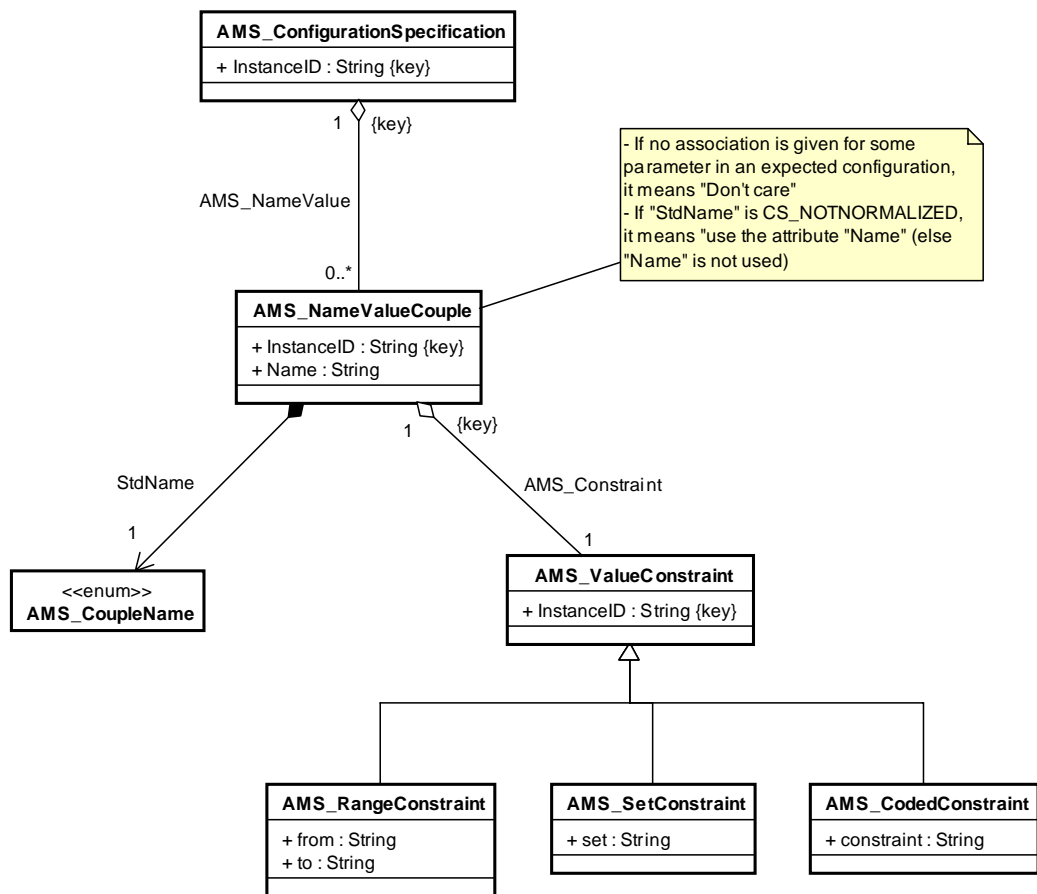 AMS_ConfigurationSpecification
+ InstanceID : String {key}
1
{key}
- If no association is given for some
parameter in an expected configuration,
it means "Don't care"
- If "StdName" is CS_NOTNORMALIZED,
it means "use the attribute "Name" (else
"Name" is not used)
AMS_NameValue
0..*
AMS_NameValueCouple
+ InstanceID : String {key}
+ Name : String
1
{key}
StdName
AMS_Constraint
1
1
<<enum>>
AMS_CoupleName
AMS_ValueConstraint
+ InstanceID : String {key}
AMS_RangeConstraint
+ from : String
+ to : String
AMS_SetConstraint
+ set : String
AMS_CodedConstraint
+ constraint : String